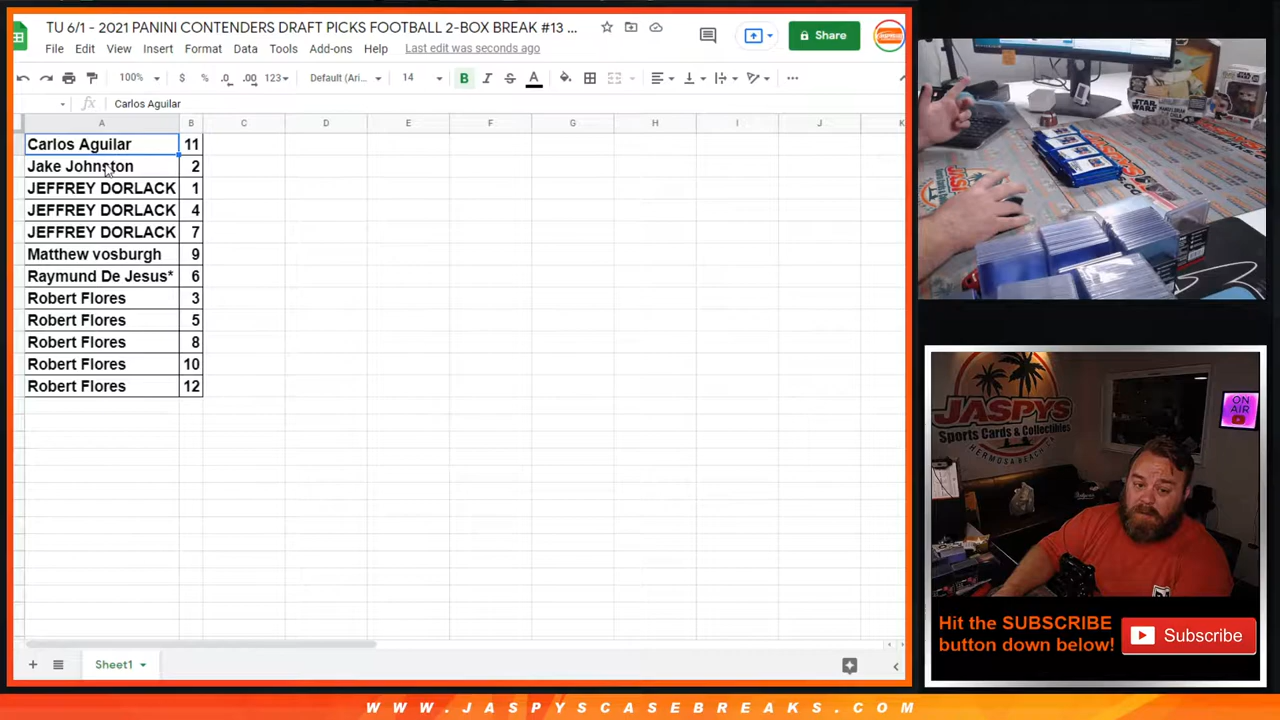 TU 6/1 - 2021 PANINI CONTENDERS DRAFT PICKS FOOTBALL 2-BOX BREAK #13 ...
File Edit View Insert Format Data Tools Add-ons Help Last edit was seconds ago
Share
100% $ % .0 .00 123 Default (Ari... 14 B I S A
fx Carlos Aguilar
A B C D E F G H I J K
Carlos Aguilar 11
Jake Johnston 2
JEFFREY DORLACK 1
JEFFREY DORLACK 4
JEFFREY DORLACK 7
Matthew vosburgh 9
Raymund De Jesus* 6
Robert Flores 3
Robert Flores 5
Robert Flores 8
Robert Flores 10
Robert Flores 12
Sheet1
STAR WARS
JASPYS
Sports Cards & Collectibles
HERMOSA BEACH, CA
ON AIR
Hit the SUBSCRIBE
button down below!
Subscribe
WWW.JASPYSCASEBREAKS.COM